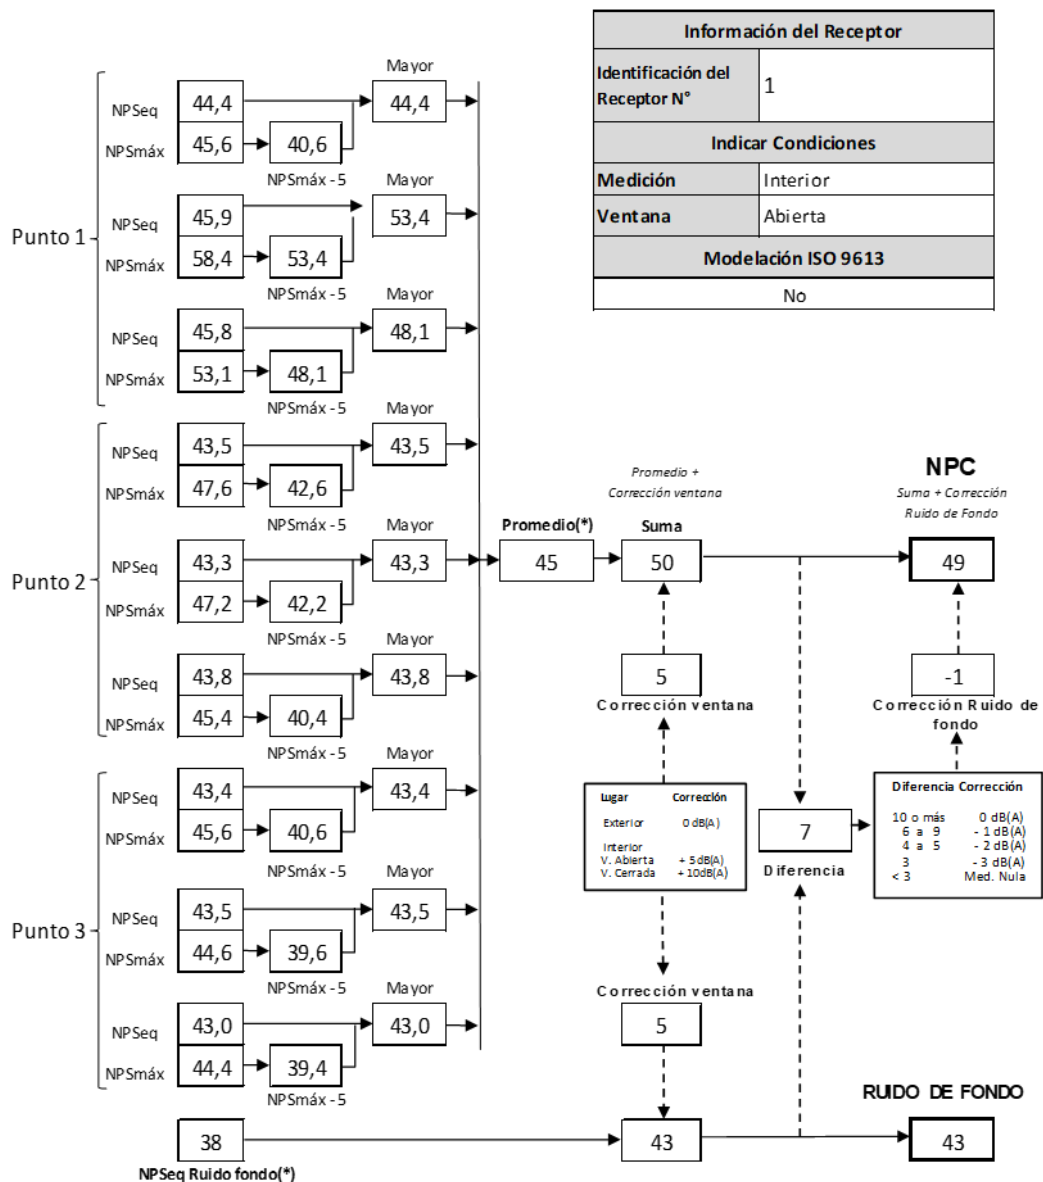 Información del Receptor
Identificación del
Receptor N°
1
Indicar Condiciones
Medición
Interior
Ventana
Abierta
Modelación ISO 9613
No
Punto 1
Mayor
NPSeq
44,4
44,4
NPSmáx
45,6
40,6
NPSmáx - 5
Mayor
NPSeq
45,9
53,4
NPSmáx
58,4
53,4
NPSmáx - 5
Mayor
NPSeq
45,8
48,1
NPSmáx
53,1
48,1
NPSmáx - 5
Punto 2
Mayor
NPSeq
43,5
43,5
NPSmáx
47,6
42,6
NPSmáx - 5
Mayor
NPSeq
43,3
43,3
NPSmáx
47,2
42,2
NPSmáx - 5
Mayor
NPSeq
43,8
43,8
NPSmáx
45,4
40,4
Punto 3
Mayor
NPSeq
43,4
43,4
NPSmáx
45,6
40,6
NPSmáx - 5
Mayor
NPSeq
43,5
43,5
NPSmáx
44,6
39,6
NPSmáx - 5
Mayor
NPSeq
43,0
43,0
NPSmáx
44,4
39,4
NPSmáx - 5
38
NPSeq Ruido fondo(*)
Promedio(*)
45
Promedio +
Corrección ventana
Suma
50
5
Corrección ventana
Lugar Corrección
Exterior 0 dB(A)
Interior
V. Abierta + 5dB(A)
V. Cerrada + 10dB(A)
Corrección ventana
5
43
7
Diferencia
NPC
Suma + Corrección
Ruido de Fondo
49
-1
Corrección Ruido de
fondo
Diferencia Corrección
10 o más 0 dB(A)
6 a 9 - 1 dB(A)
4 a 5 - 2 dB(A)
3 - 3 dB(A)
< 3 Med. Nula
RUIDO DE FONDO
43